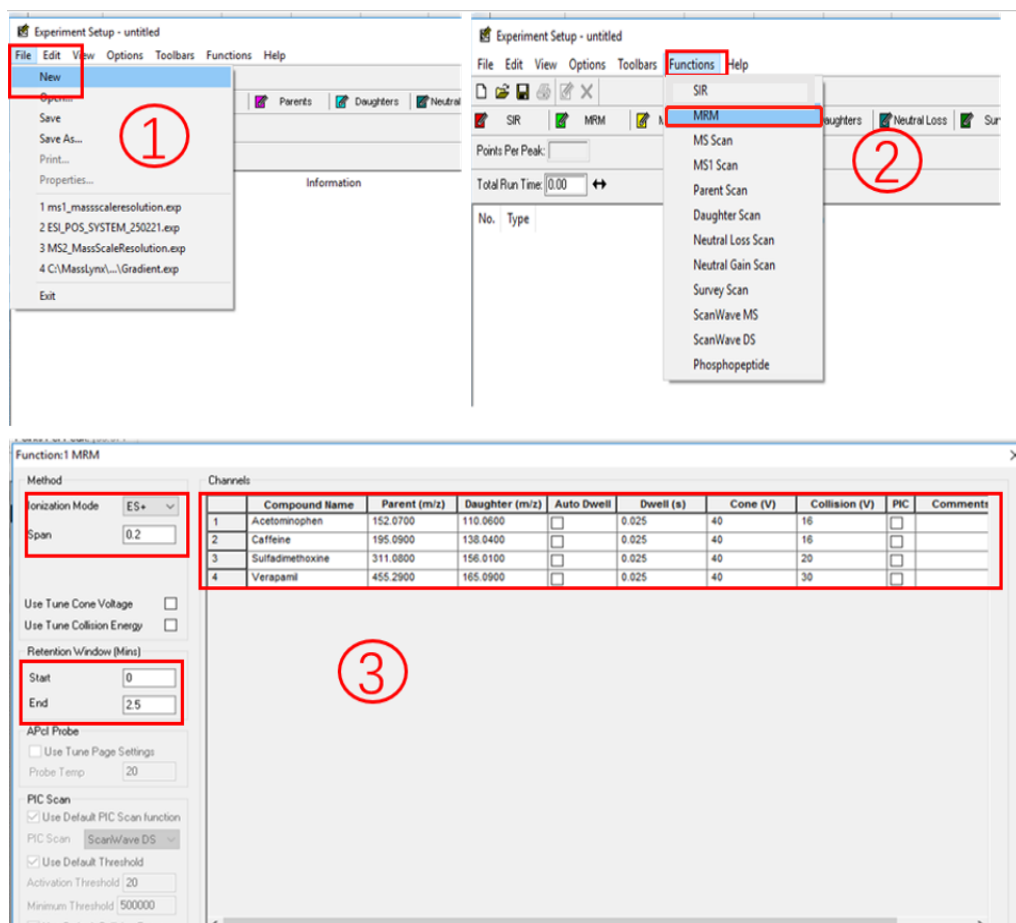 Experiment Setup - untitled
File Edit View Options Toolbars Functions Help
New
Open...
Save
Save As...
Print...
Properties...
1 ms1_massscaleresolution.exp
2 ESI_POS_SYSTEM_250221.exp
3 MS2_MassScaleResolution.exp
4 C:\MassLynx\...\Gradient.exp
Exit
Parents Daughters Neutral
Information
①
Experiment Setup - untitled
File Edit View Options Toolbars Functions Help
SIR MRM
Daughters Neutral Loss Sur
Points Per Peak:
Total Run Time: 0.00
No. Type
SIR
MRM
MS Scan
MS1 Scan
Parent Scan
Daughter Scan
Neutral Loss Scan
Neutral Gain Scan
Survey Scan
ScanWave MS
ScanWave DS
Phosphopeptide
②
Function:1 MRM
Method
Ionization Mode ES+
Span 0.2
Use Tune Cone Voltage
Use Tune Collision Energy
Retention Window (Mins)
Start 0
End 2.5
APcI Probe
Use Tune Page Settings
Probe Temp 20
PIC Scan
Use Default PIC Scan function
PIC Scan ScanWave DS
Use Default Threshold
Activation Threshold 20
Minimum Threshold 500000
Channels
Compound Name Parent (m/z) Daughter (m/z) Auto Dwell Dwell (s) Cone (V) Collision (V) PIC Comments
1 Acetominophen 152.0700 110.0600 0.025 40 16
2 Caffeine 195.0900 138.0400 0.025 40 16
3 Sulfadimethoxine 311.0800 156.0100 0.025 40 20
4 Verapamil 455.2900 165.0900 0.025 40 30
③